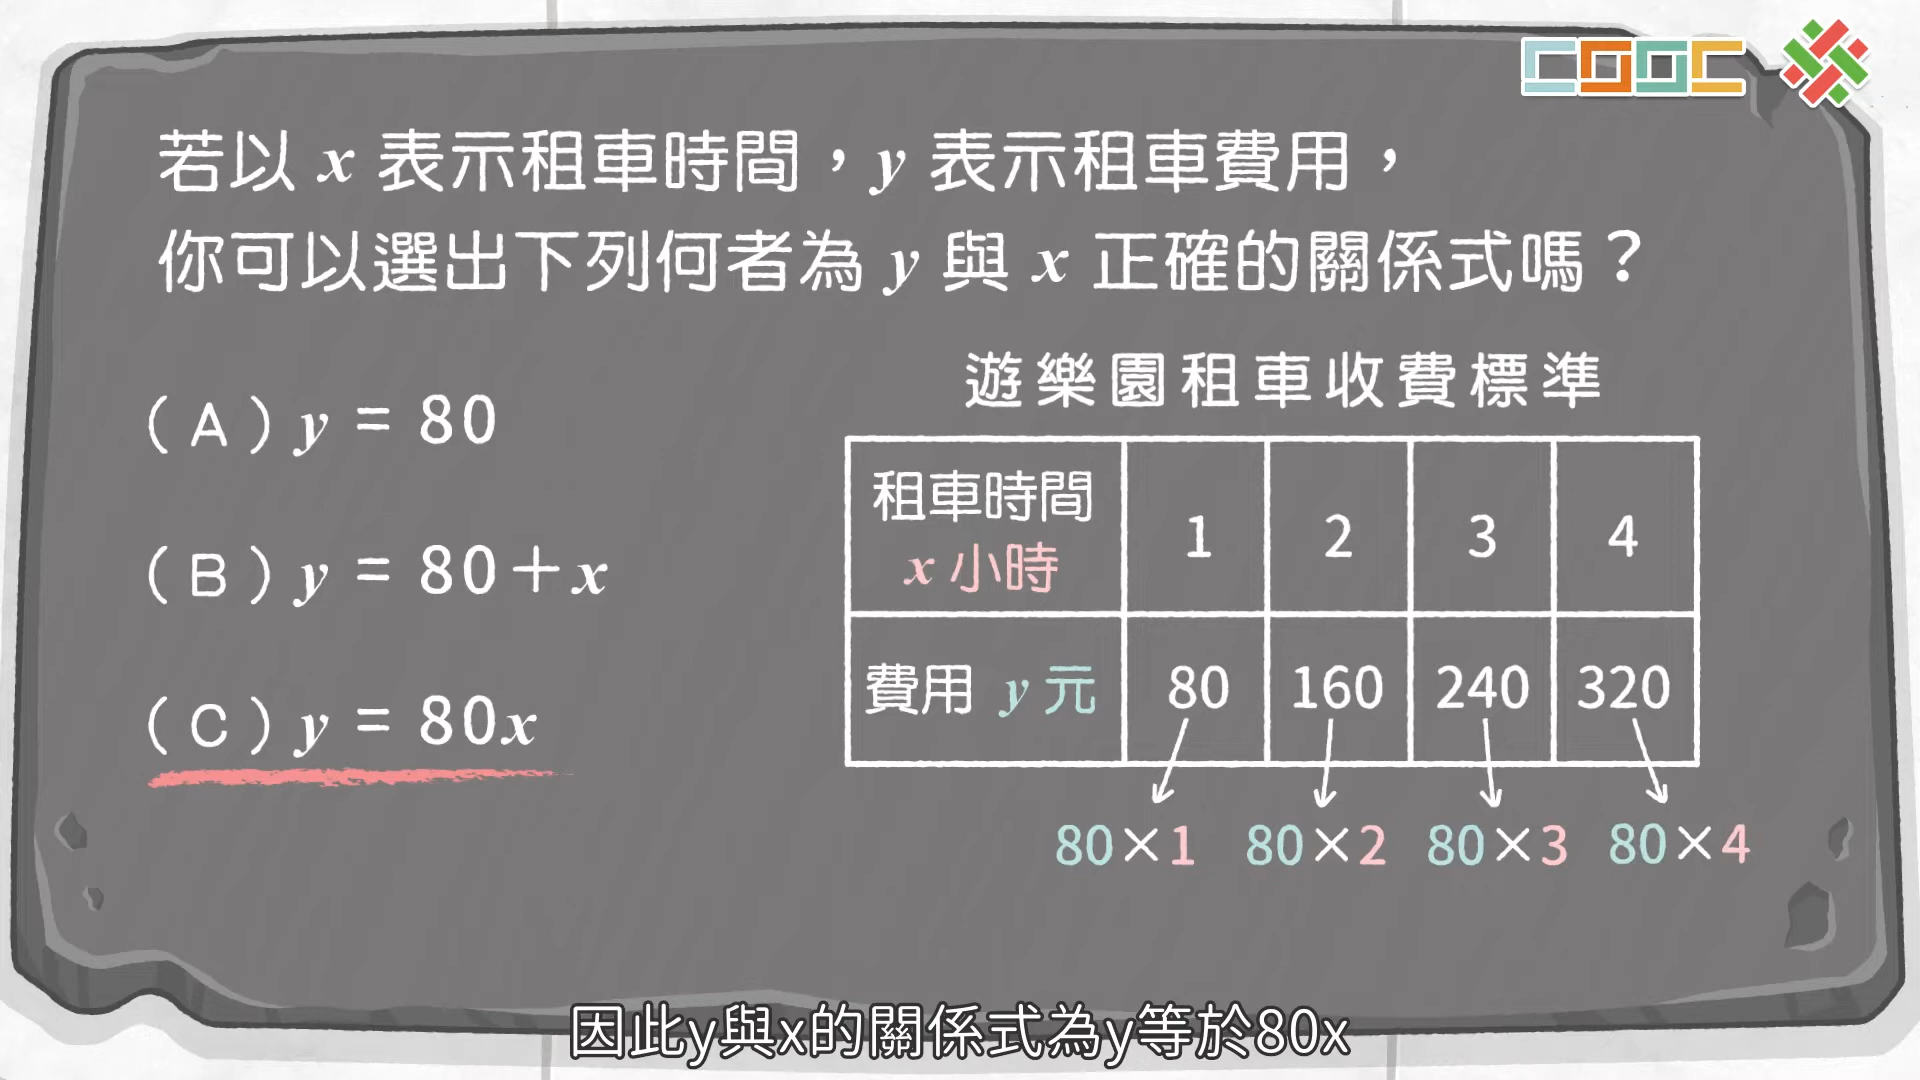 COOC
若以 x 表示租車時間，y 表示租車費用，
你可以選出下列何者為 y 與 x 正確的關係式嗎？
（A）y = 80
（B）y = 80＋x
（C）y = 80x
遊樂園租車收費標準
租車時間
x 小時
1 2 3 4
費用 y 元 80 160 240 320
80×1 80×2 80×3 80×4
因此y與x的關係式為y等於80x